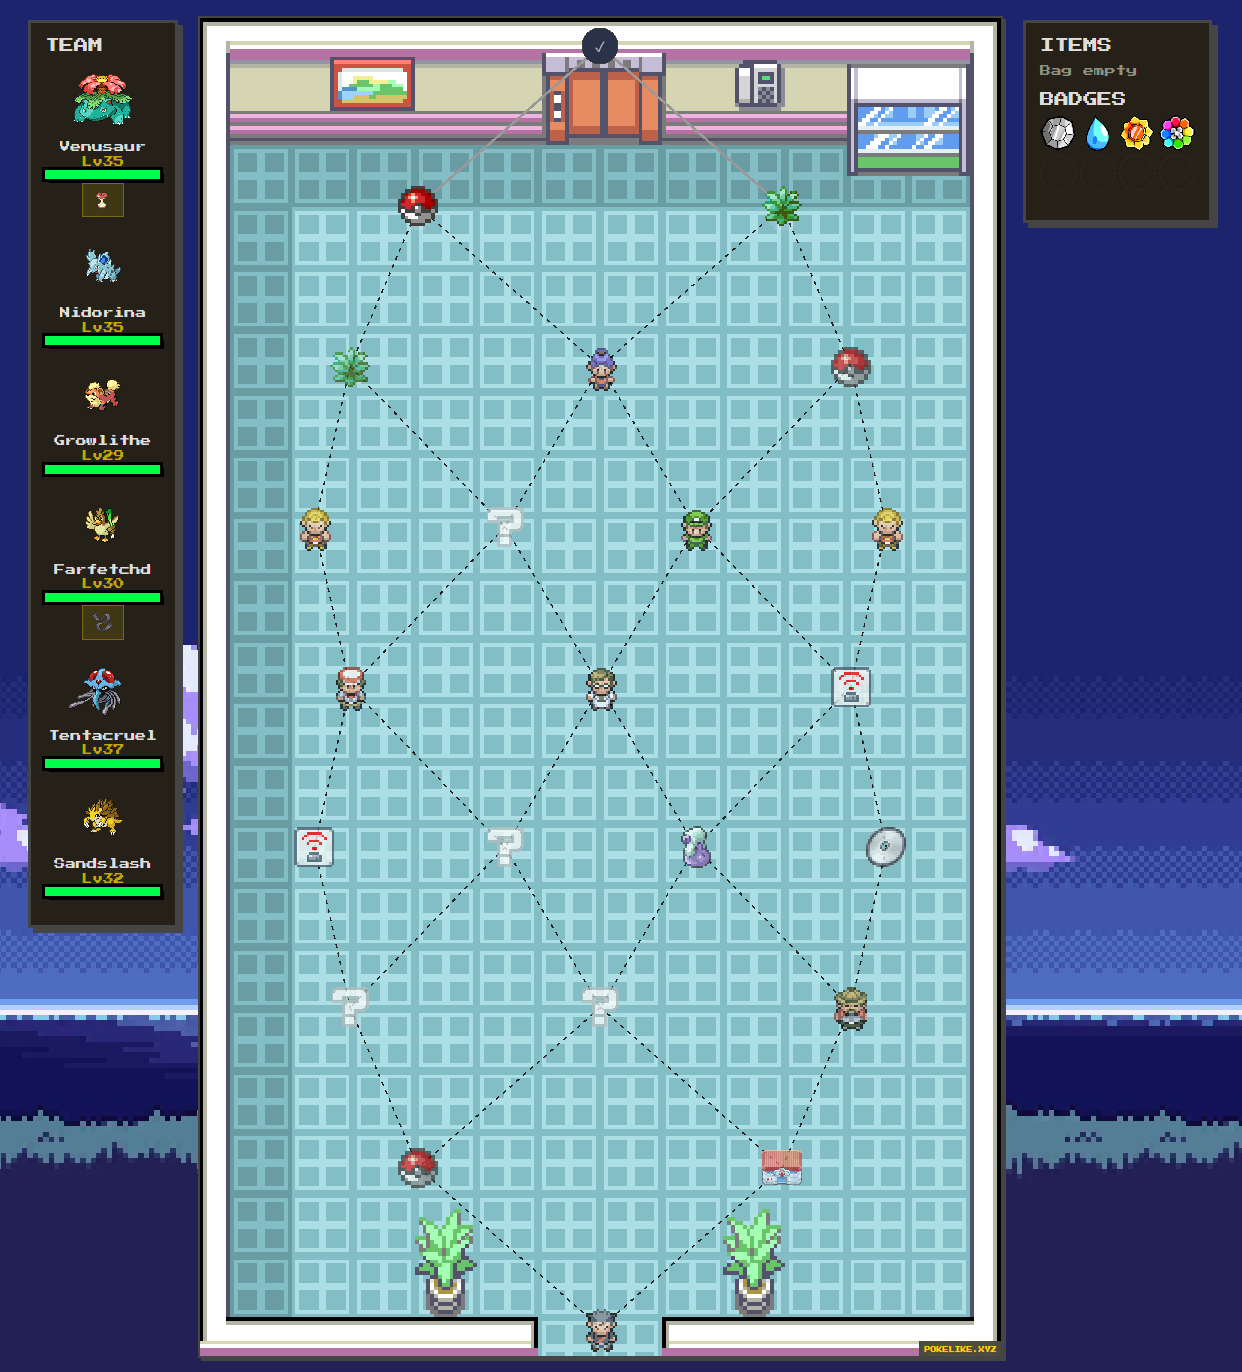 TEAM
Venusaur
Lv35
Nidorina
Lv35
Growlithe
Lv29
Farfetchd
Lv30
Tentacruel
Lv37
Sandslash
Lv32
ITEMS
Bag empty
BADGES
POKELIKE.XYZ